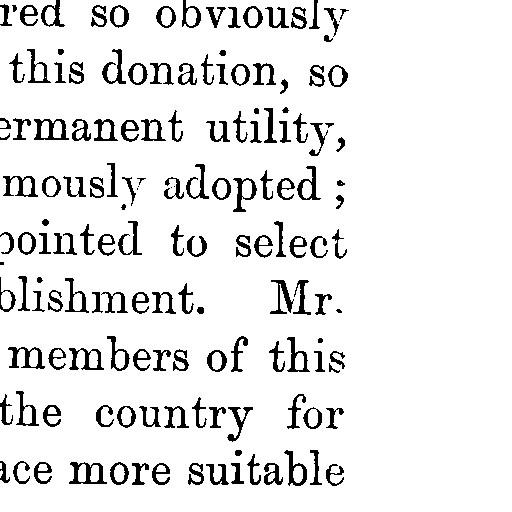 red so obviously
this donation, so
ermanent utility,
mously adopted ;
pointed to select
blishment. Mr.
members of this
the country for
ace more suitable